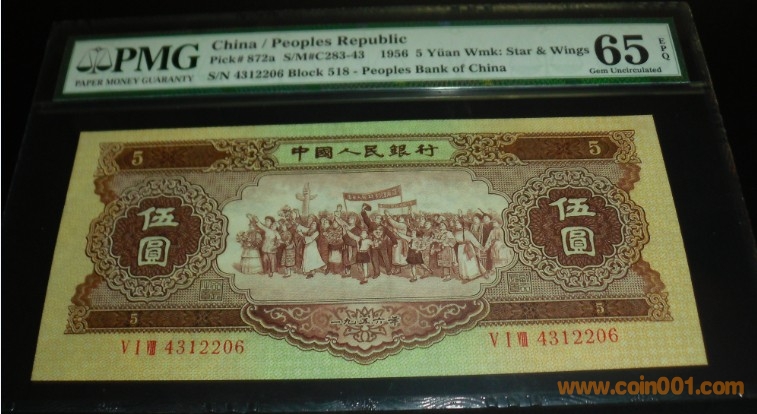 PMG
PAPER MONEY GUARANTY
China / Peoples Republic
Pick# 872a S/M#C283-43 1956 5 Yüan Wmk: Star & Wings
S/N 4312206 Block 518 - Peoples Bank of China
65 EPQ
Gem Uncirculated
5 中國人民銀行 5
伍圓 伍圓
5 一九五六年 5
VI VIII 4312206 VI VIII 4312206
www.coin001.com